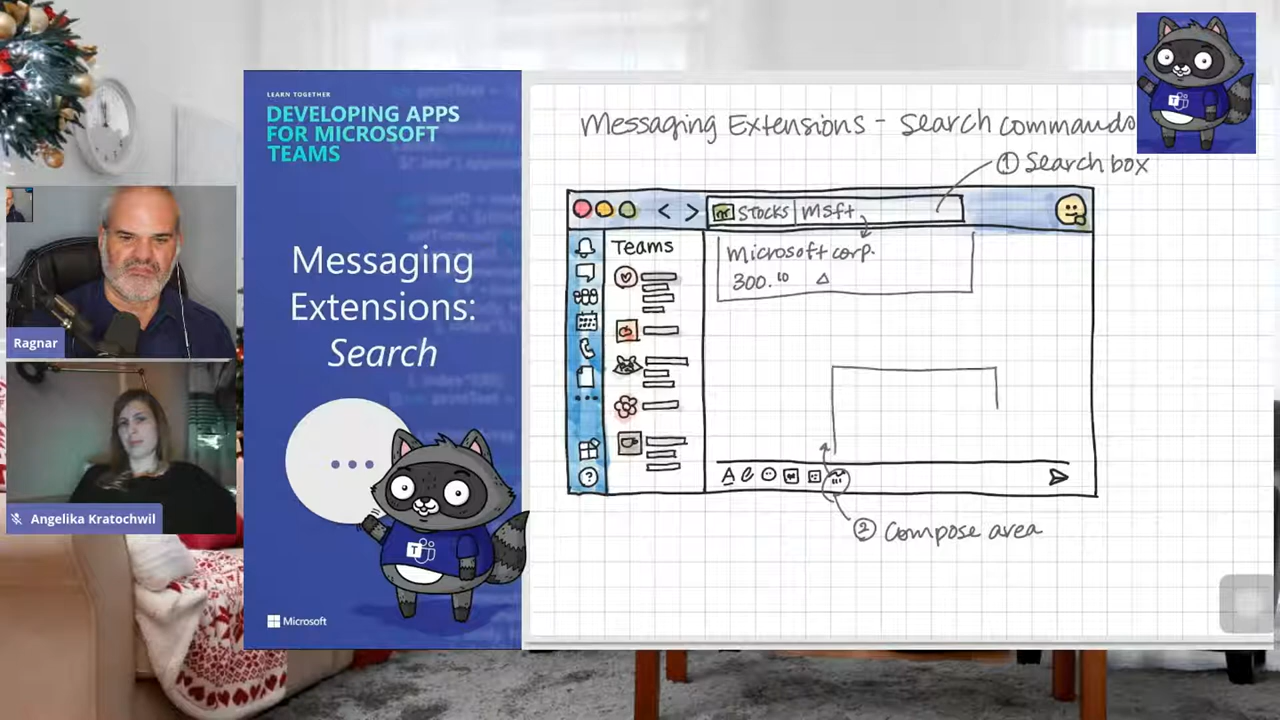 LEARN TOGETHER
DEVELOPING APPS
FOR MICROSOFT
TEAMS
Messaging
Extensions:
Search
T
Microsoft
Ragnar
Angelika Kratochwil
Messaging Extensions - Search commands
① Search box
STOCKS | MSft
Microsoft corp.
300.10 △
Teams
② Compose area
T